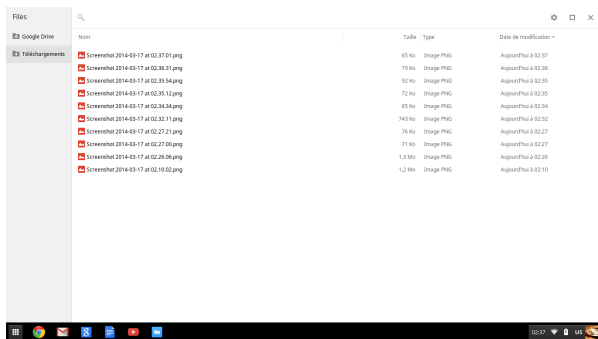 Files
Google Drive
Téléchargements
Nom Taille Type Date de modification
Screenshot 2014-03-17 at 02.37.01.png 65 Ko Image PNG Aujourd'hui à 02:37
Screenshot 2014-03-17 at 02.36.31.png 79 Ko Image PNG Aujourd'hui à 02:36
Screenshot 2014-03-17 at 02.35.54.png 92 Ko Image PNG Aujourd'hui à 02:35
Screenshot 2014-03-17 at 02.35.12.png 72 Ko Image PNG Aujourd'hui à 02:35
Screenshot 2014-03-17 at 02.34.34.png 65 Ko Image PNG Aujourd'hui à 02:34
Screenshot 2014-03-17 at 02.32.11.png 743 Ko Image PNG Aujourd'hui à 02:32
Screenshot 2014-03-17 at 02.27.21.png 76 Ko Image PNG Aujourd'hui à 02:27
Screenshot 2014-03-17 at 02.27.00.png 71 Ko Image PNG Aujourd'hui à 02:27
Screenshot 2014-03-17 at 02.26.06.png 1,3 Mo Image PNG Aujourd'hui à 02:26
Screenshot 2014-03-17 at 02.10.02.png 1,2 Mo Image PNG Aujourd'hui à 02:10
02:37 US